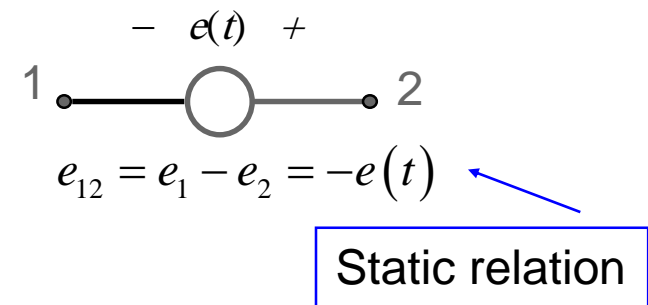 − e(t) +
1 2
e₁₂ = e₁ − e₂ = −e(t)
Static relation